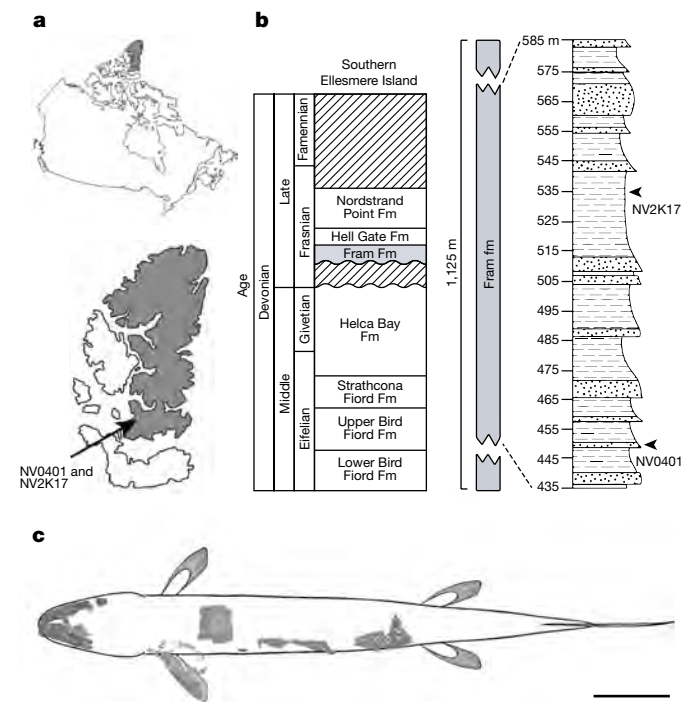 a
NV0401 and
NV2K17
b
Southern
Ellesmere Island
Age
Devonian
Late
Middle
Famennian
Frasnian
Givetian
Eifelian
Nordstrand
Point Fm
Hell Gate Fm
Fram Fm
Helca Bay
Fm
Strathcona
Fiord Fm
Upper Bird
Fiord Fm
Lower Bird
Fiord Fm
1,125 m
Fram fm
585 m
575
565
555
545
535
NV2K17
525
515
505
495
485
475
465
455
NV0401
445
435
c